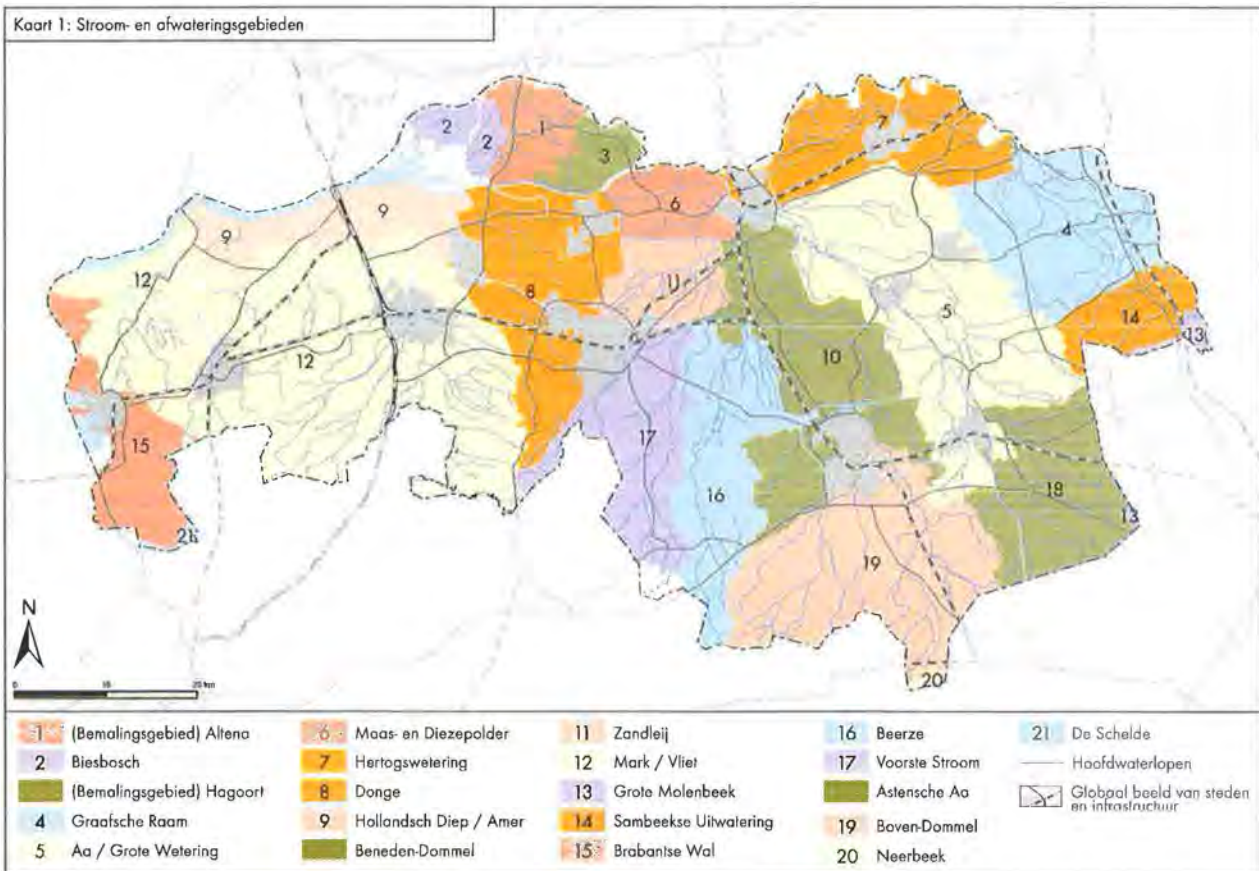 Kaart 1: Stroom- en afwateringsgebieden
2
2
1
3
7
9
6
9
4
12
11
8
5
14
13
12
10
15
17
16
18
13
21
19
20
N
0
20 km
1 (Bemalingsgebied) Altena
2 Biesbosch
(Bemalingsgebied) Hagoort
4 Graafsche Raam
5 Aa / Grote Wetering
6 Maas- en Diezepolder
7 Hertogswetering
8 Donge
9 Hollandsch Diep / Amer
Beneden-Dommel
11 Zandleij
12 Mark / Vliet
13 Grote Molenbeek
14 Sambeekse Uitwatering
15 Brabantse Wal
16 Beerze
17 Voorste Stroom
Astensche Aa
19 Boven-Dommel
20 Neerbeek
21 De Schelde
Hoofdwaterlopen
Globaal beeld van steden
en infrastructuur